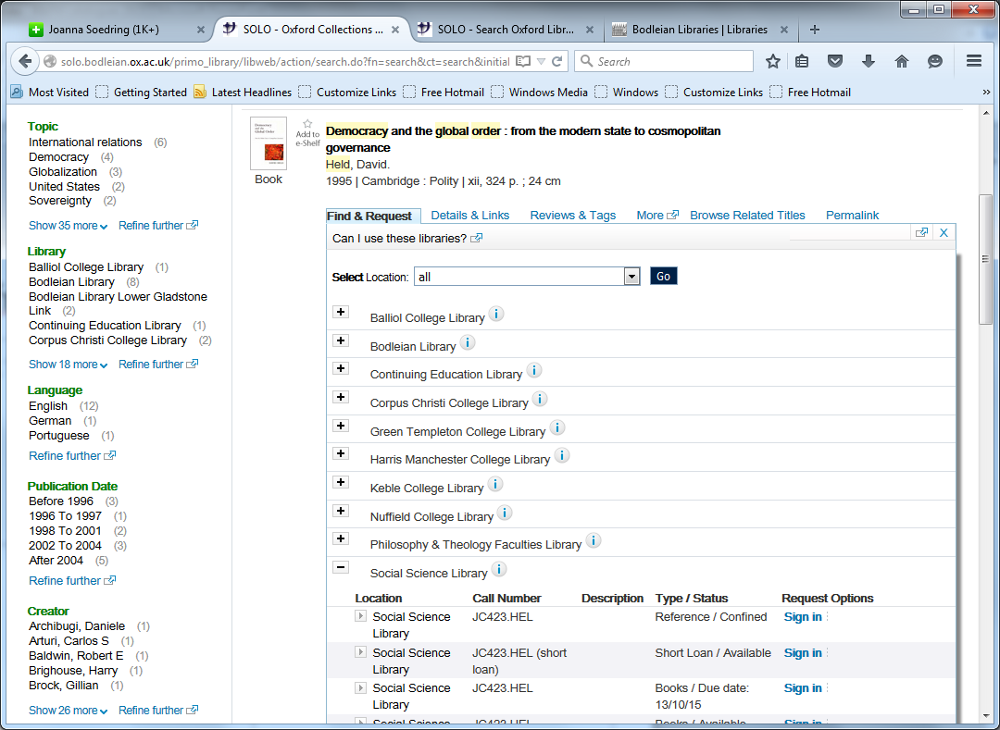 Joanna Soedring (1K+)
SOLO - Oxford Collections ...
SOLO - Search Oxford Libr...
Bodleian Libraries | Libraries
solo.bodleian.ox.ac.uk/primo_library/libweb/action/search.do?fn=search&ct=search&initial
Search
Most Visited
Getting Started
Latest Headlines
Customize Links
Free Hotmail
Windows Media
Windows
Customize Links
Free Hotmail
Topic
International relations (6)
Democracy (4)
Globalization (3)
United States (2)
Sovereignty (2)
Show 35 more Refine further
Library
Balliol College Library (1)
Bodleian Library (8)
Bodleian Library Lower Gladstone
Link (2)
Continuing Education Library (1)
Corpus Christi College Library (2)
Show 18 more Refine further
Language
English (12)
German (1)
Portuguese (1)
Refine further
Publication Date
Before 1996 (3)
1996 To 1997 (1)
1998 To 2001 (2)
2002 To 2004 (3)
After 2004 (5)
Refine further
Creator
Archibugi, Daniele (1)
Arturi, Carlos S (1)
Baldwin, Robert E (1)
Brighouse, Harry (1)
Brock, Gillian (1)
Show 26 more Refine further
Democracy and the
Global Order
Book
Add to
e-Shelf
Democracy and the global order : from the modern state to cosmopolitan
governance
Held, David.
1995 | Cambridge : Polity | xii, 324 p. ; 24 cm
Find & Request Details & Links Reviews & Tags More Browse Related Titles Permalink
Can I use these libraries? X
Select Location: all Go
Balliol College Library
Bodleian Library
Continuing Education Library
Corpus Christi College Library
Green Templeton College Library
Harris Manchester College Library
Keble College Library
Nuffield College Library
Philosophy & Theology Faculties Library
Social Science Library
Location Call Number Description Type / Status Request Options
Social Science JC423.HEL Reference / Confined Sign in
Library
Social Science JC423.HEL (short Short Loan / Available Sign in
Library loan)
Social Science JC423.HEL Books / Due date: Sign in
Library 13/10/15
Social Science JC423.HEL Books / Available Sign in